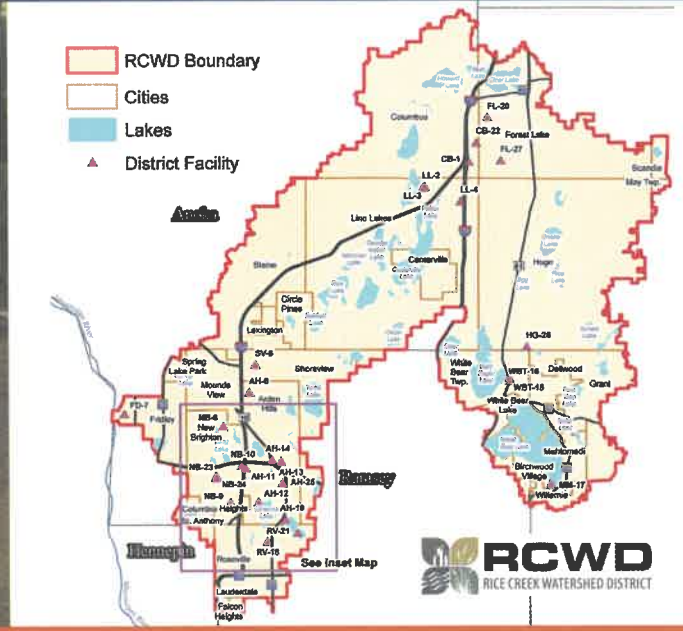 RCWD Boundary
Cities
Lakes
District Facility
Columbus
FL-20
CB-22
Forest Lake
CB-1
FL-27
Scandia
May Twp.
LL-2
LL-3
LL-4
Anoka
Lino Lakes
Centerville
Blaine
Hugo
Circle
Pines
Lexington
SV-5
Shoreview
Spring
Lake Park
Mounds
View
AH-8
Arden
Hills
White
Bear
Twp.
HG-26
WBT-16
WBT-15
Dellwood
Grant
White Bear
Lake
FD-7
Fridley
New
Brighton
NB-10
AH-14
AH-13
NB-23
AH-11
AH-25
NB-24
NB-9
AH-12
Columbia
Heights
AH-19
St. Anthony
RV-21
RV-18
Ramsey
Mahtomedi
Birchwood
Village
MM-17
Willernie
Hennepin
Roseville
See Inset Map
Lauderdale
Falcon
Heights
RCWD
RICE CREEK WATERSHED DISTRICT